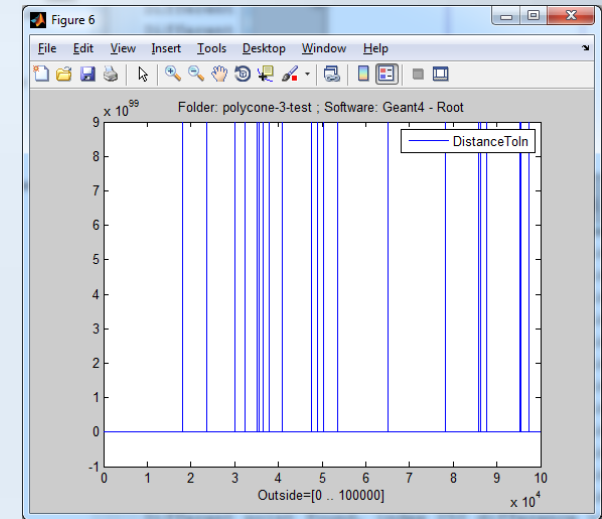 Figure 6
File Edit View Insert Tools Desktop Window Help
Folder: polycone-3-test ; Software: Geant4 - Root
x 10^99
DistanceToIn
9
8
7
6
5
4
3
2
1
0
-1
0 1 2 3 4 5 6 7 8 9 10
Outside=[0 .. 100000]
x 10^4